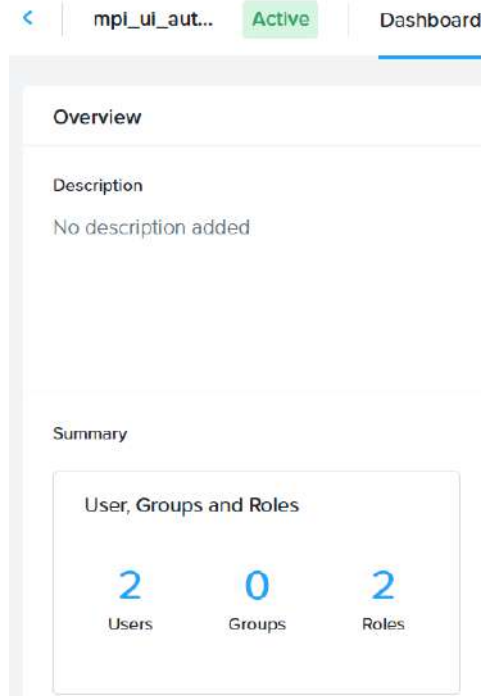 mpi_ui_aut... Active Dashboard
Overview
Description
No description added
Summary
User, Groups and Roles
2 0 2
Users Groups Roles